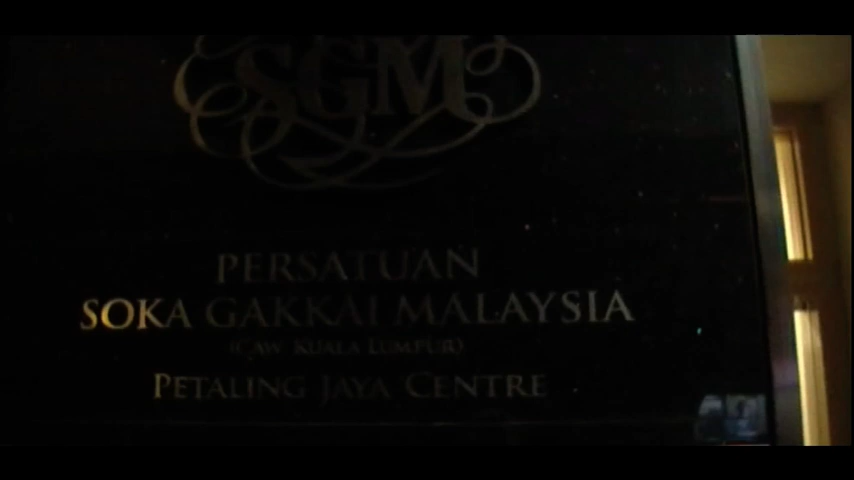 SGM
PERSATUAN
SOKA GAKKAI MALAYSIA
(CAW. KUALA LUMPUR)
PETALING JAYA CENTRE